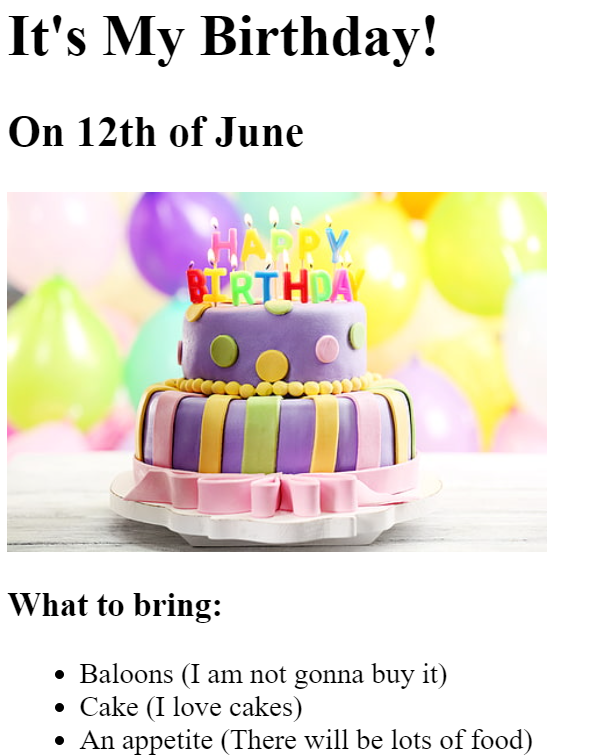 It's My Birthday!
On 12th of June
HAPPY
BIRTHDAY
What to bring:
Baloons (I am not gonna buy it)
Cake (I love cakes)
An appetite (There will be lots of food)